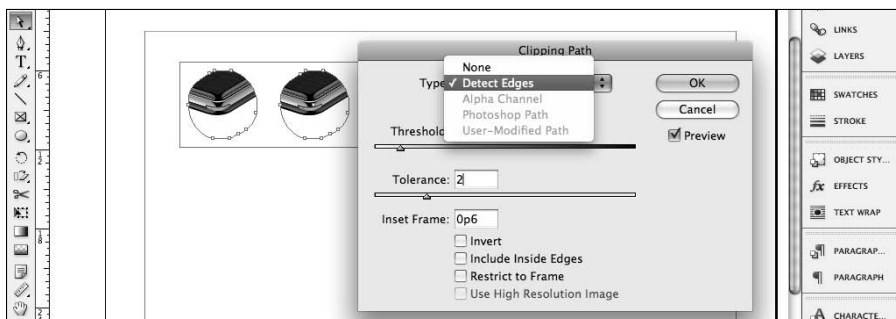 Clipping Path
None
Type
✓ Detect Edges
Alpha Channel
Photoshop Path
User-Modified Path
Threshold
Tolerance: 2
Inset Frame: 0p6
Invert
Include Inside Edges
Restrict to Frame
Use High Resolution Image
OK
Cancel
Preview
LINKS
LAYERS
SWATCHES
STROKE
OBJECT STY...
fx EFFECTS
TEXT WRAP
PARAGRAP...
PARAGRAPH
CHARACTE...